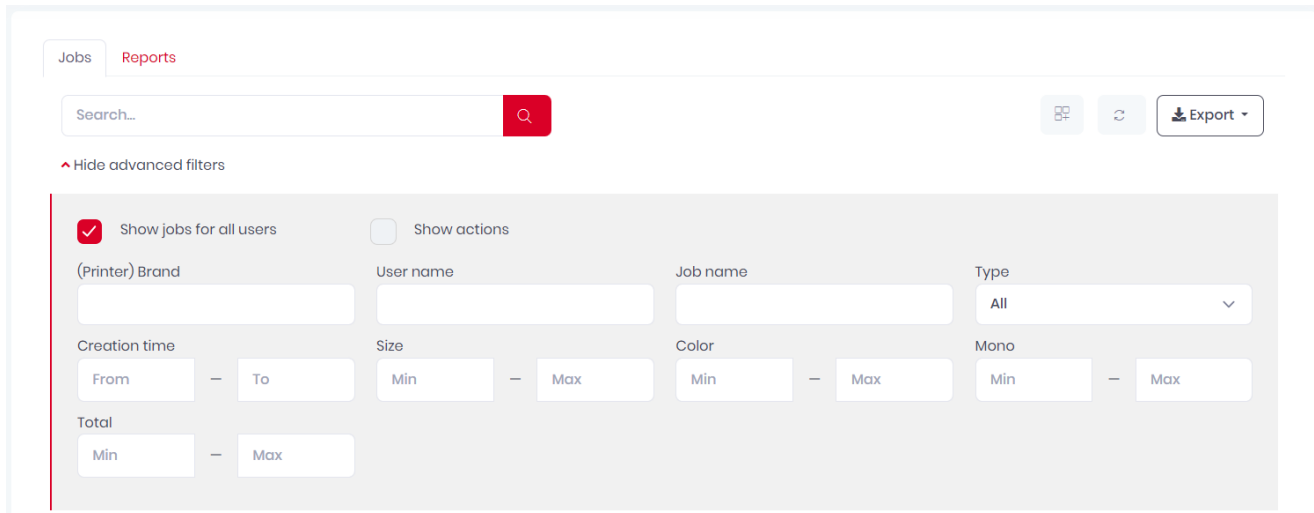 Jobs Reports
Search...
Export
Hide advanced filters
Show jobs for all users Show actions
(Printer) Brand User name Job name Type
All
Creation time Size Color Mono
From — To Min — Max Min — Max Min — Max
Total
Min — Max